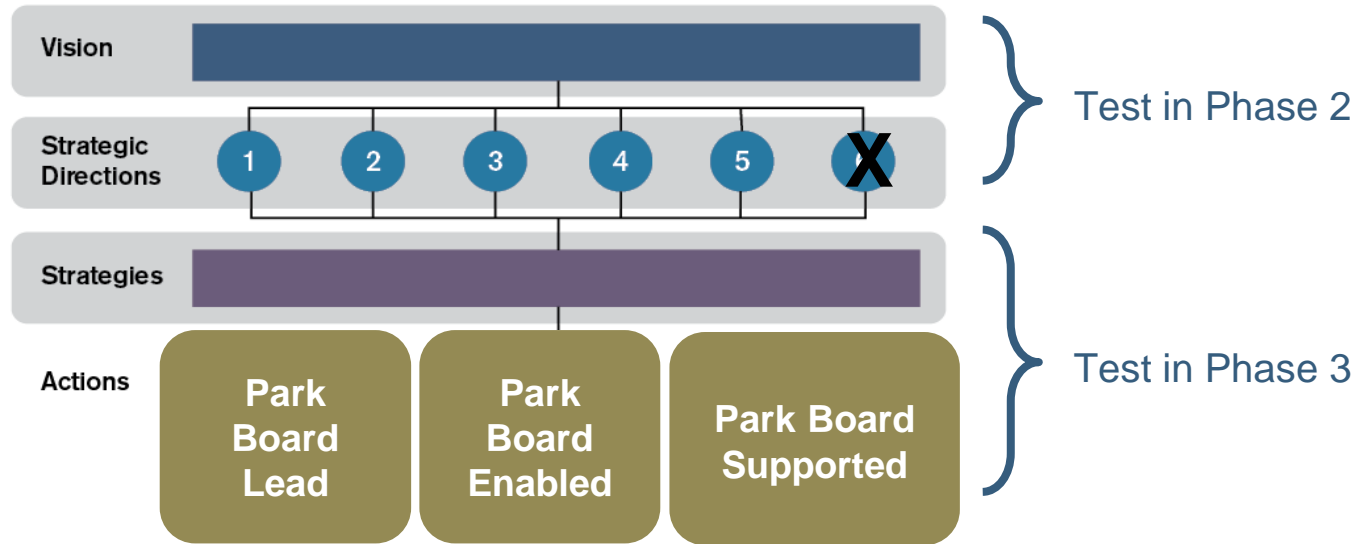 Vision
Test in Phase 2
Strategic
Directions
1 2 3 4 5 X
Strategies
Test in Phase 3
Actions
Park
Board
Lead
Park
Board
Enabled
Park Board
Supported